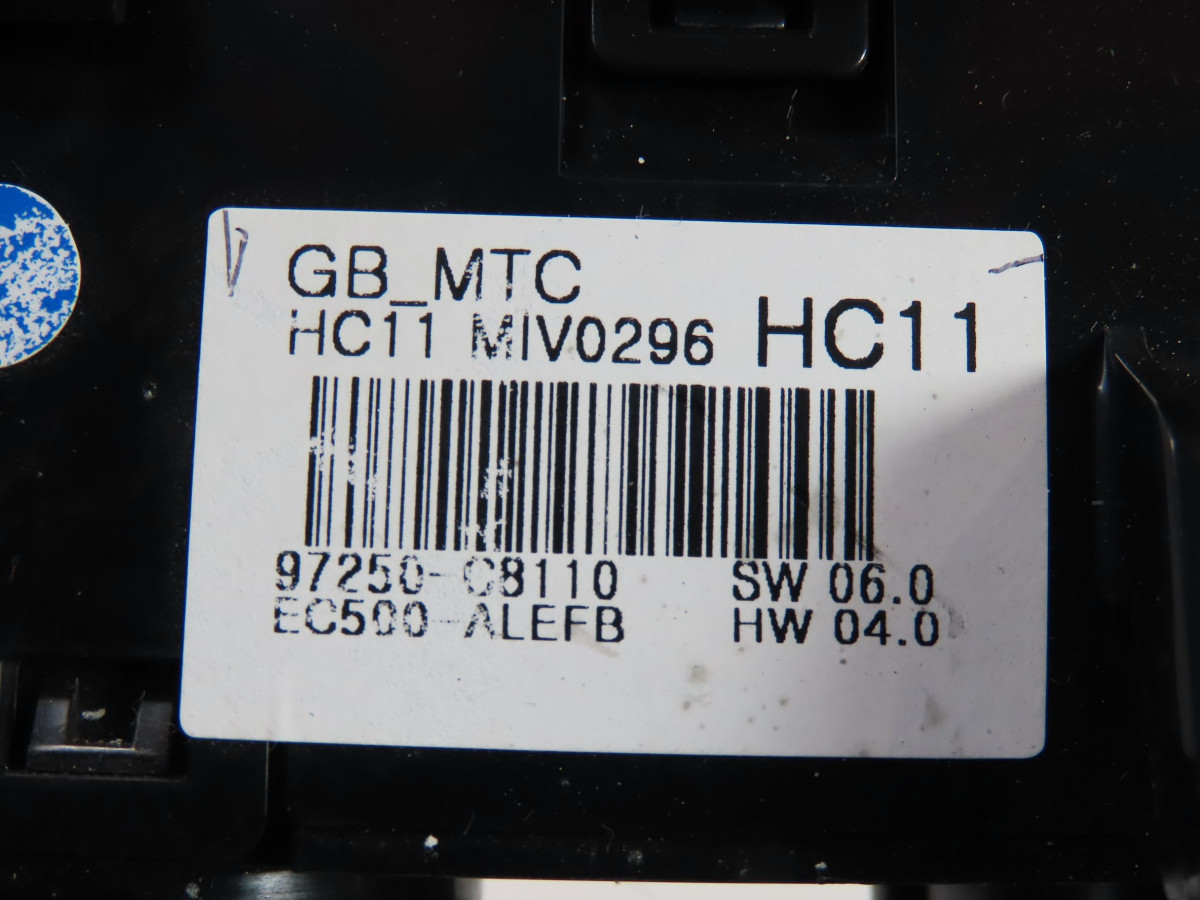 GB_MTC
HC11 MIV0296 HC11
97250-C8110 SW 06.0
EC500-ALEFB HW 04.0